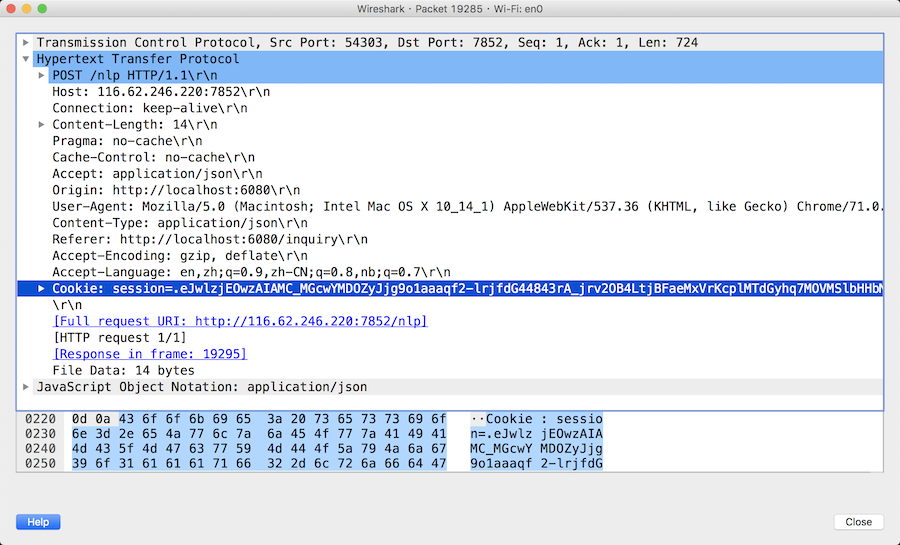 Wireshark · Packet 19285 · Wi-Fi: en0
Transmission Control Protocol, Src Port: 54303, Dst Port: 7852, Seq: 1, Ack: 1, Len: 724
Hypertext Transfer Protocol
POST /nlp HTTP/1.1\r\n
Host: 116.62.246.220:7852\r\n
Connection: keep-alive\r\n
Content-Length: 14\r\n
Pragma: no-cache\r\n
Cache-Control: no-cache\r\n
Accept: application/json\r\n
Origin: http://localhost:6080\r\n
User-Agent: Mozilla/5.0 (Macintosh; Intel Mac OS X 10_14_1) AppleWebKit/537.36 (KHTML, like Gecko) Chrome/71.0.
Content-Type: application/json\r\n
Referer: http://localhost:6080/inquiry\r\n
Accept-Encoding: gzip, deflate\r\n
Accept-Language: en,zh;q=0.9,zh-CN;q=0.8,nb;q=0.7\r\n
Cookie: session=.eJwlzjEOwzAIAMC_MGcwYMDOZyJjg9o1aaaqf2-lrjfdG44843rA_jrv2OB4LtjBFaeMxVrKcplMTdGyhq7MOVMSlbHHbM
\r\n
[Full request URI: http://116.62.246.220:7852/nlp]
[HTTP request 1/1]
[Response in frame: 19295]
File Data: 14 bytes
JavaScript Object Notation: application/json
0220 0d 0a 43 6f 6f 6b 69 65 3a 20 73 65 73 73 69 6f ··Cookie : sessio
0230 6e 3d 2e 65 4a 77 6c 7a 6a 45 4f 77 7a 41 49 41 n=.eJwlz jEOwzAIA
0240 4d 43 5f 4d 47 63 77 59 4d 44 4f 5a 79 4a 6a 67 MC_MGcwY MDOZyJjg
0250 39 6f 31 61 61 61 71 66 32 2d 6c 72 6a 66 64 47 9o1aaaqf 2-lrjfdG
Help
Close